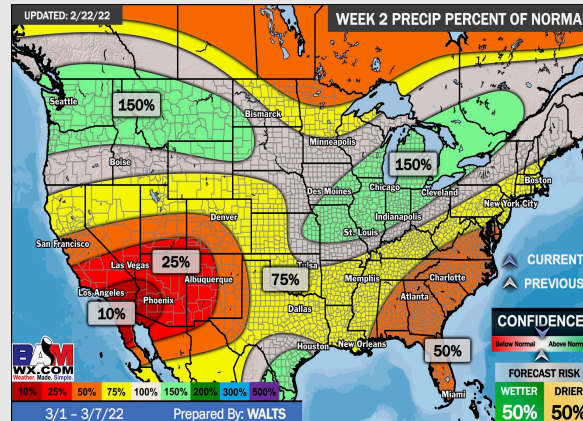 UPDATED: 2/22/22
WEEK 2 PRECIP PERCENT OF NORMA
Seattle
150%
Bismarck
Minneapolis
Boise
150%
Boston
Des Moines
Chicago
Cleveland
New York City
Denver
Indianapolis
San Francisco
St. Louis
Las Vegas
25%
Tulsa
CURRENT
Albuquerque
75%
Memphis
Charlotte
PREVIOUS
Los Angeles
Phoenix
10%
Dallas
Atlanta
CONFIDENCE
Below Normal
Above Norm
Houston
New Orleans
50%
BAM
WX.COM
Weather. Made. Simple.
FORECAST RISK
WETTER
DRIER
Miami
10% 25% 50% 75% 100% 150% 200% 300% 500%
50%
50%
3/1 – 3/7/22
Prepared By: WALTS